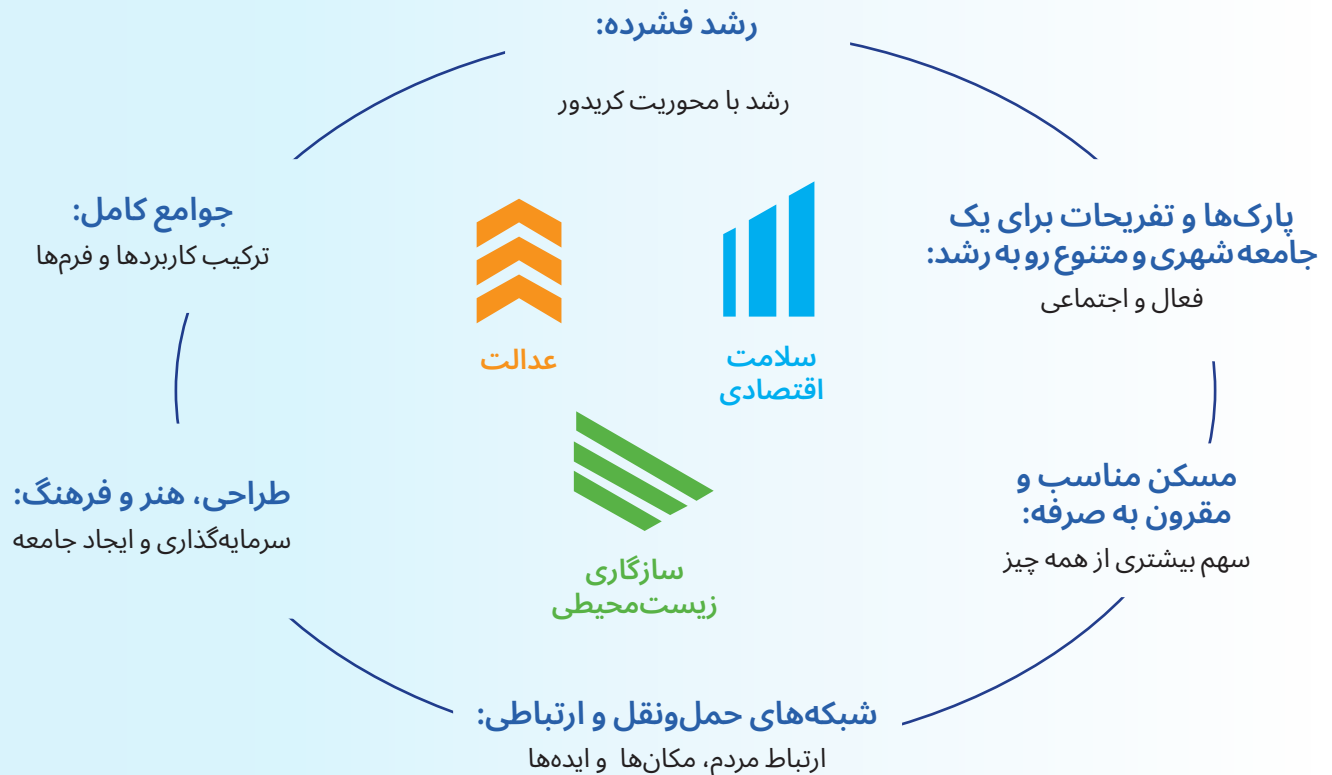 رشد فشرده:
رشد با محوریت کریدور
پارک‌ها و تفریحات برای یک
جامعه شهری و متنوع رو به رشد:
فعال و اجتماعی
جوامع کامل:
ترکیب کاربردها و فرم‌ها
سلامت
اقتصادی
عدالت
مسکن مناسب و
مقرون به صرفه:
سهم بیشتری از همه چیز
طراحی، هنر و فرهنگ:
سرمایه‌گذاری و ایجاد جامعه
سازگاری
زیست‌محیطی
شبکه‌های حمل‌ونقل و ارتباطی:
ارتباط مردم، مکان‌ها و ایده‌ها